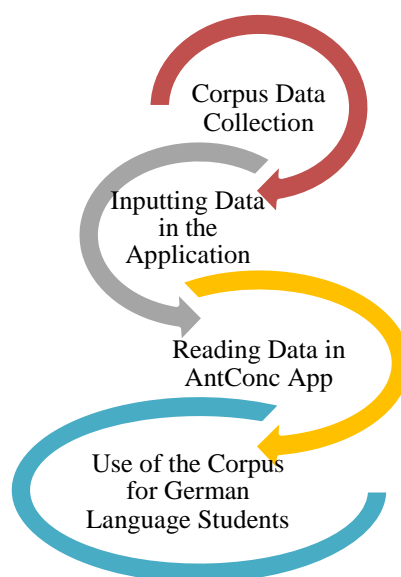 Corpus Data
Collection
Inputting Data
in the
Application
Reading Data in
AntConc App
Use of the Corpus
for German
Language Students